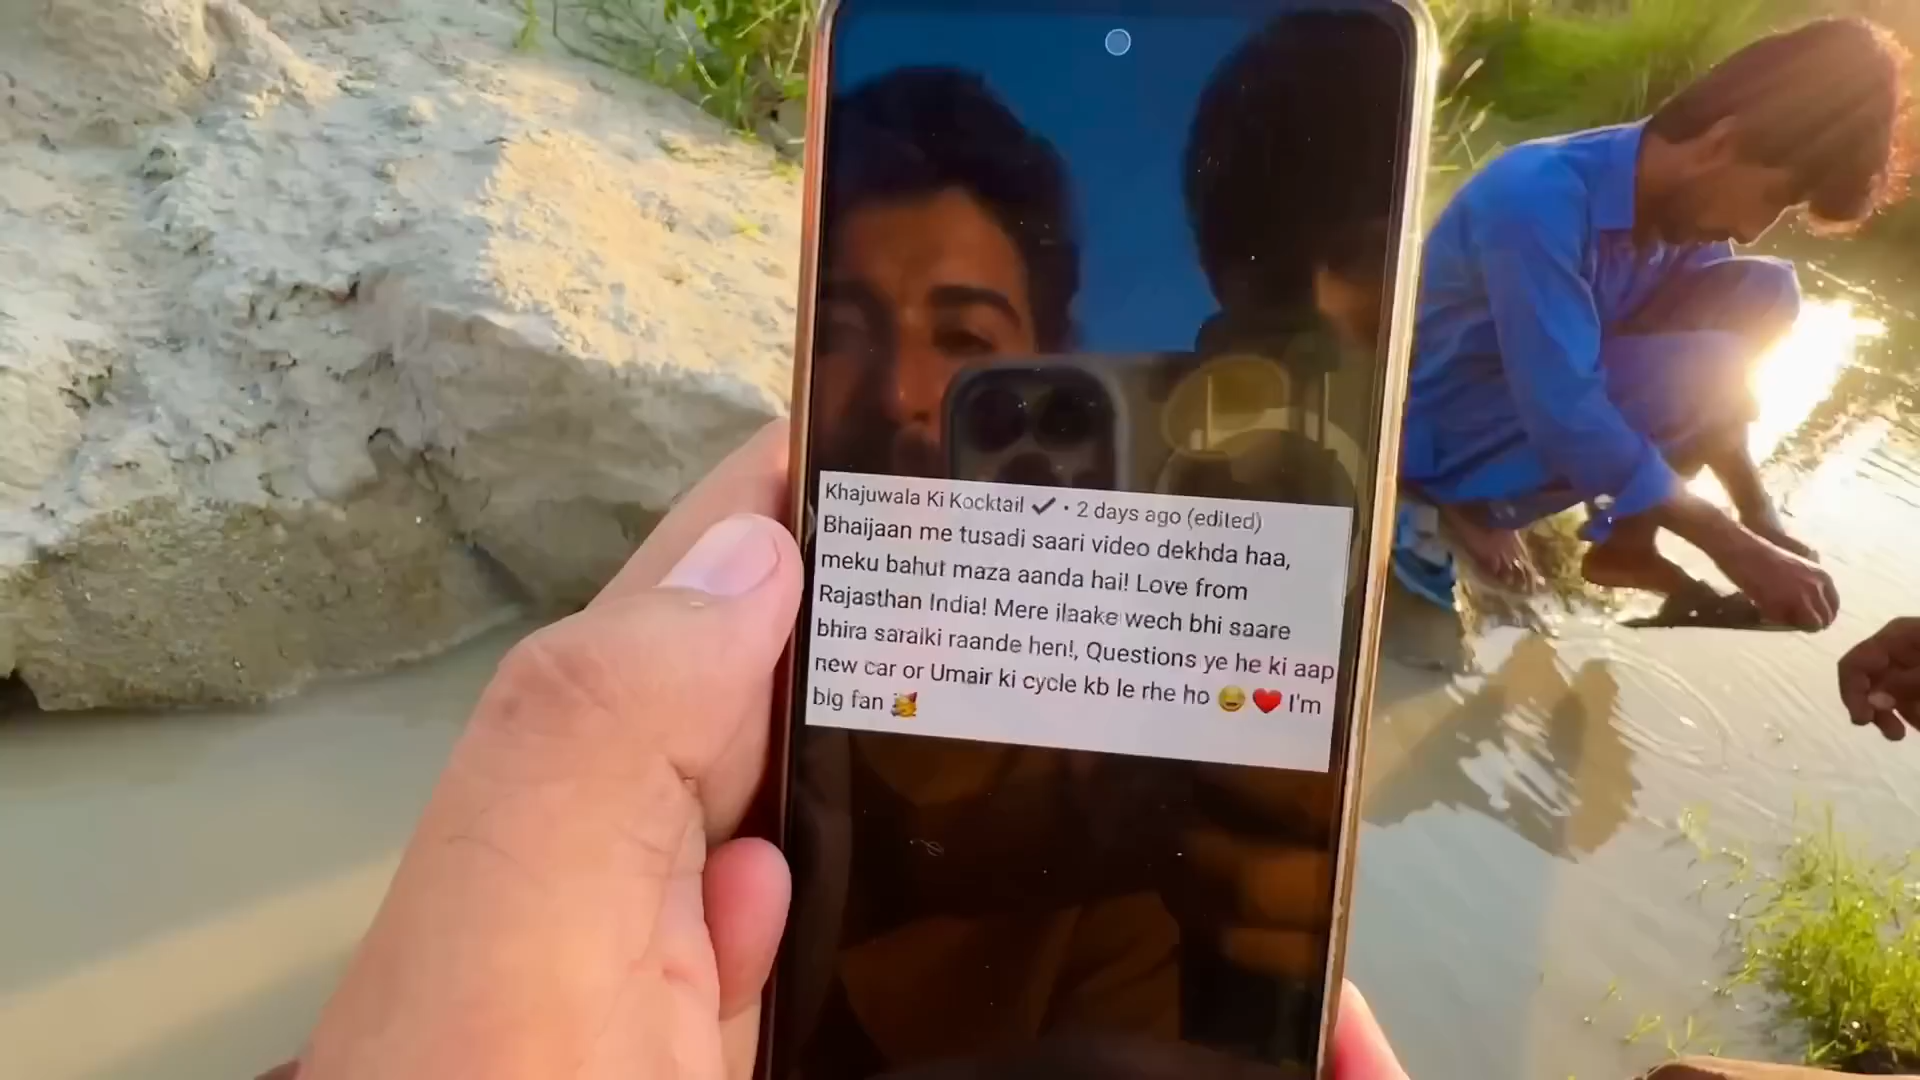 Khajuwala Ki Kocktail ✔ • 2 days ago (edited)
Bhaijaan me tusadi saari video dekhda haa,
meku bahut maza aanda hai! Love from
Rajasthan India! Mere ilaake wech bhi saare
bhira saraiki raande hen!, Questions ye he ki aap
new car or Umair ki cycle kb le rhe ho 😂 ❤️ I'm
big fan 🥳